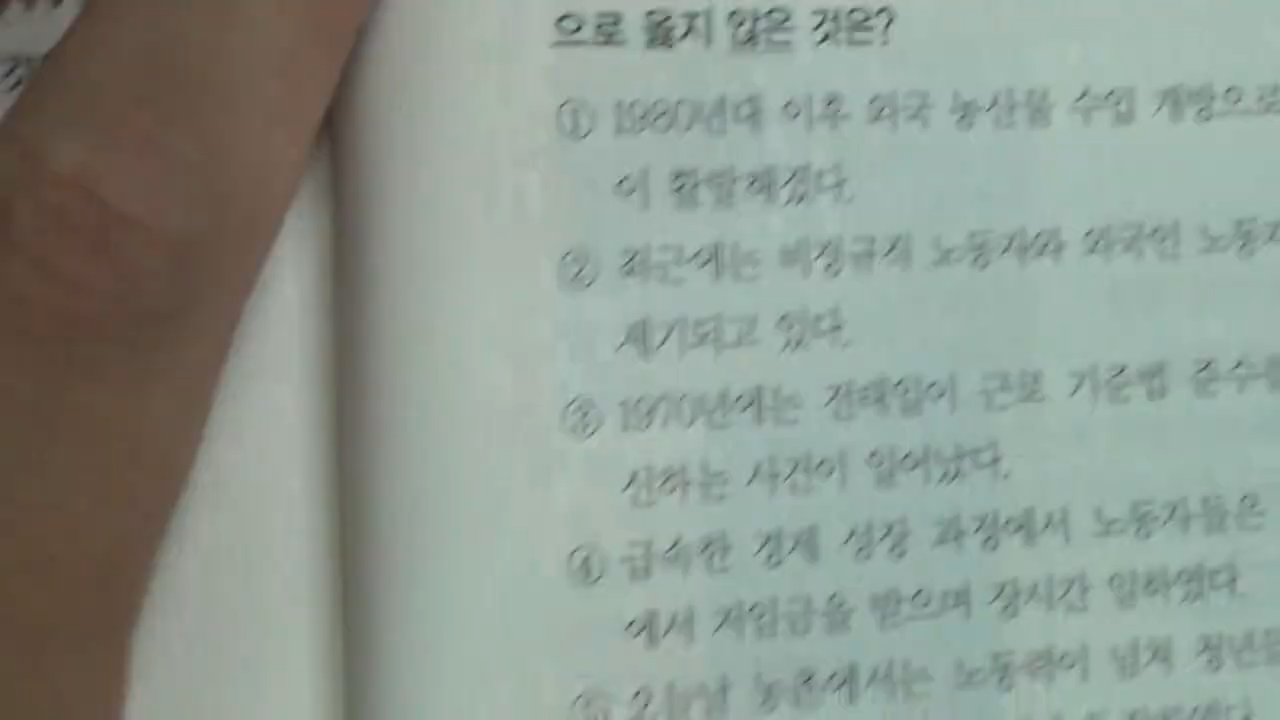 으로 옳지 않은 것은?
① 1980년대 이후 외국 농산물 수입 개방으로
이 활발해졌다.
② 최근에는 비정규직 노동자와 외국인 노동자
제기되고 있다.
③ 1970년에는 전태일이 근로 기준법 준수를
신하는 사건이 일어났다.
④ 급속한 경제 성장 과정에서 노동자들은
에서 저임금을 받으며 장시간 일하였다.
⑤ 오늘날 농촌에서는 노동력이 넘쳐 청년들